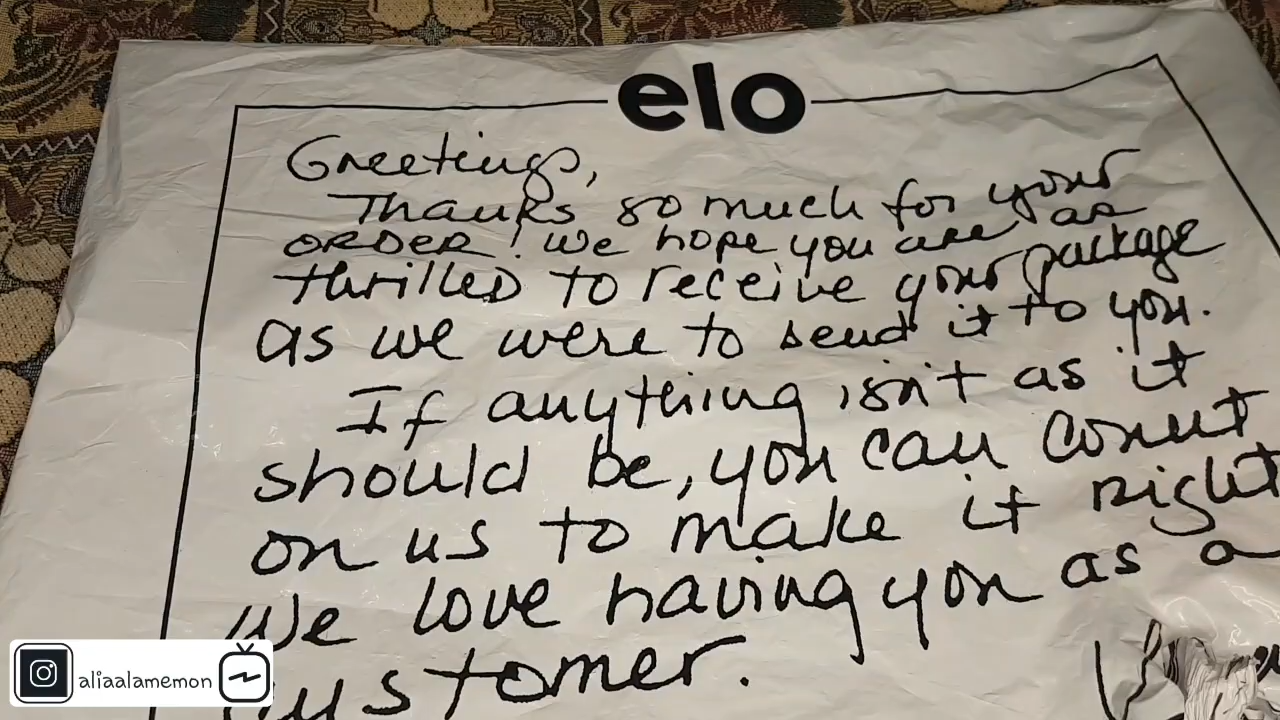 elo
Greetings,
Thanks so much for your
ORDER! We hope you are as
thrilled to receive your package
as we were to send it to you.
If anything isn't as it
should be, you can count
on us to make it right
We love having you as a
customer.
aliaalamemon